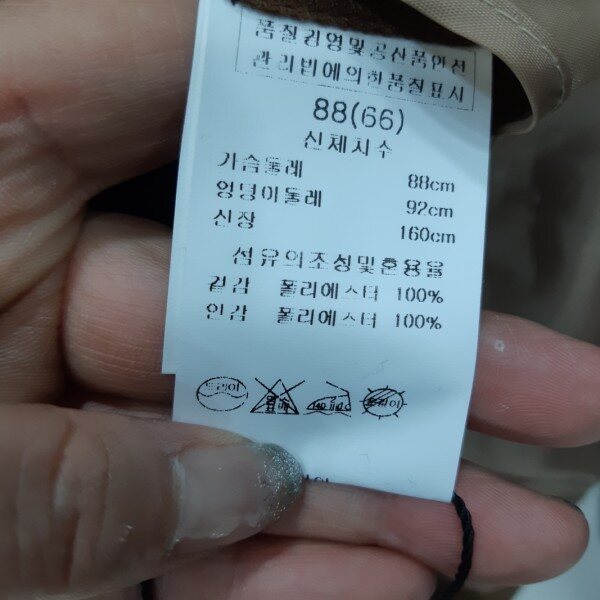 품질경영및공산품안전
관리법에의한품질표시
88(66)
신체치수
가슴둘레 88cm
엉덩이둘레 92cm
신장 160cm
섬유의조성및혼용율
겉감 폴리에스터 100%
안감 폴리에스터 100%
드라이